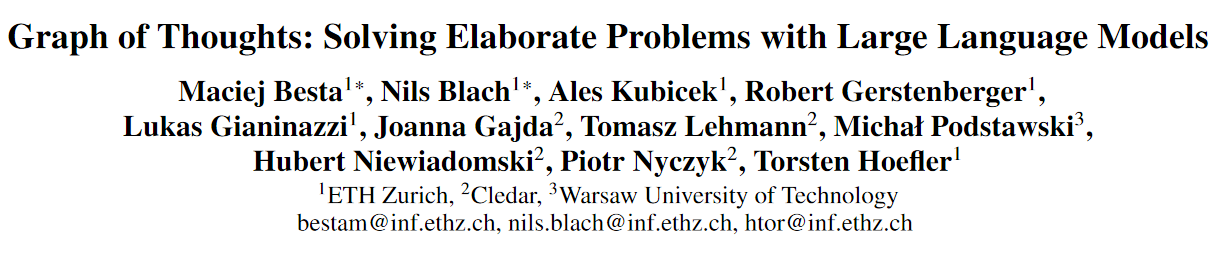 Graph of Thoughts: Solving Elaborate Problems with Large Language Models
Maciej Besta¹*, Nils Blach¹*, Ales Kubicek¹, Robert Gerstenberger¹,
Lukas Gianinazzi¹, Joanna Gajda², Tomasz Lehmann², Michał Podstawski³,
Hubert Niewiadomski², Piotr Nyczyk², Torsten Hoefler¹
¹ETH Zurich, ²Cledar, ³Warsaw University of Technology
bestam@inf.ethz.ch, nils.blach@inf.ethz.ch, htor@inf.ethz.ch